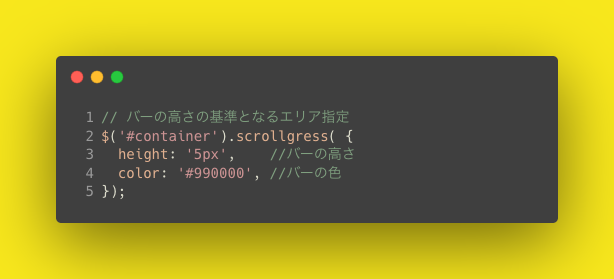 1 // バーの高さの基準となるエリア指定
2 $('#container').scrollgress( {
3   height: '5px',    //バーの高さ
4   color: '#990000', //バーの色
5 });